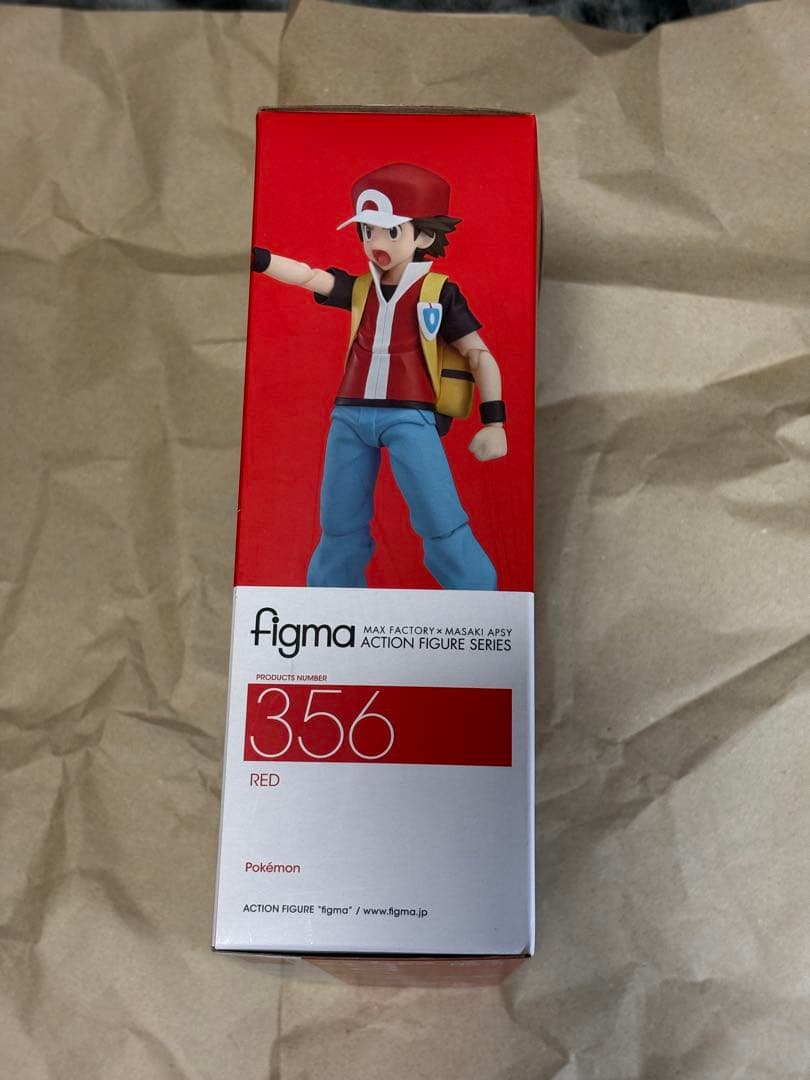 figma
MAX FACTORY × MASAKI APSY
ACTION FIGURE SERIES
PRODUCTS NUMBER
356
RED
Pokémon
ACTION FIGURE "figma" / www.figma.jp